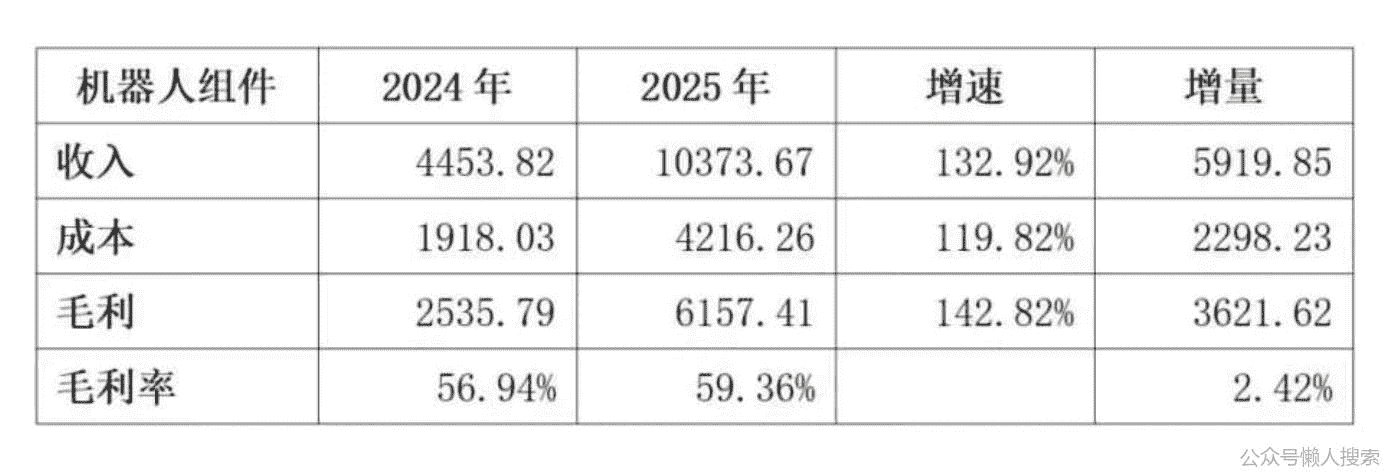 机器人组件 2024年 2025年 增速 增量
收入 4453.82 10373.67 132.92% 5919.85
成本 1918.03 4216.26 119.82% 2298.23
毛利 2535.79 6157.41 142.82% 3621.62
毛利率 56.94% 59.36% 2.42%
公众号懒人搜索